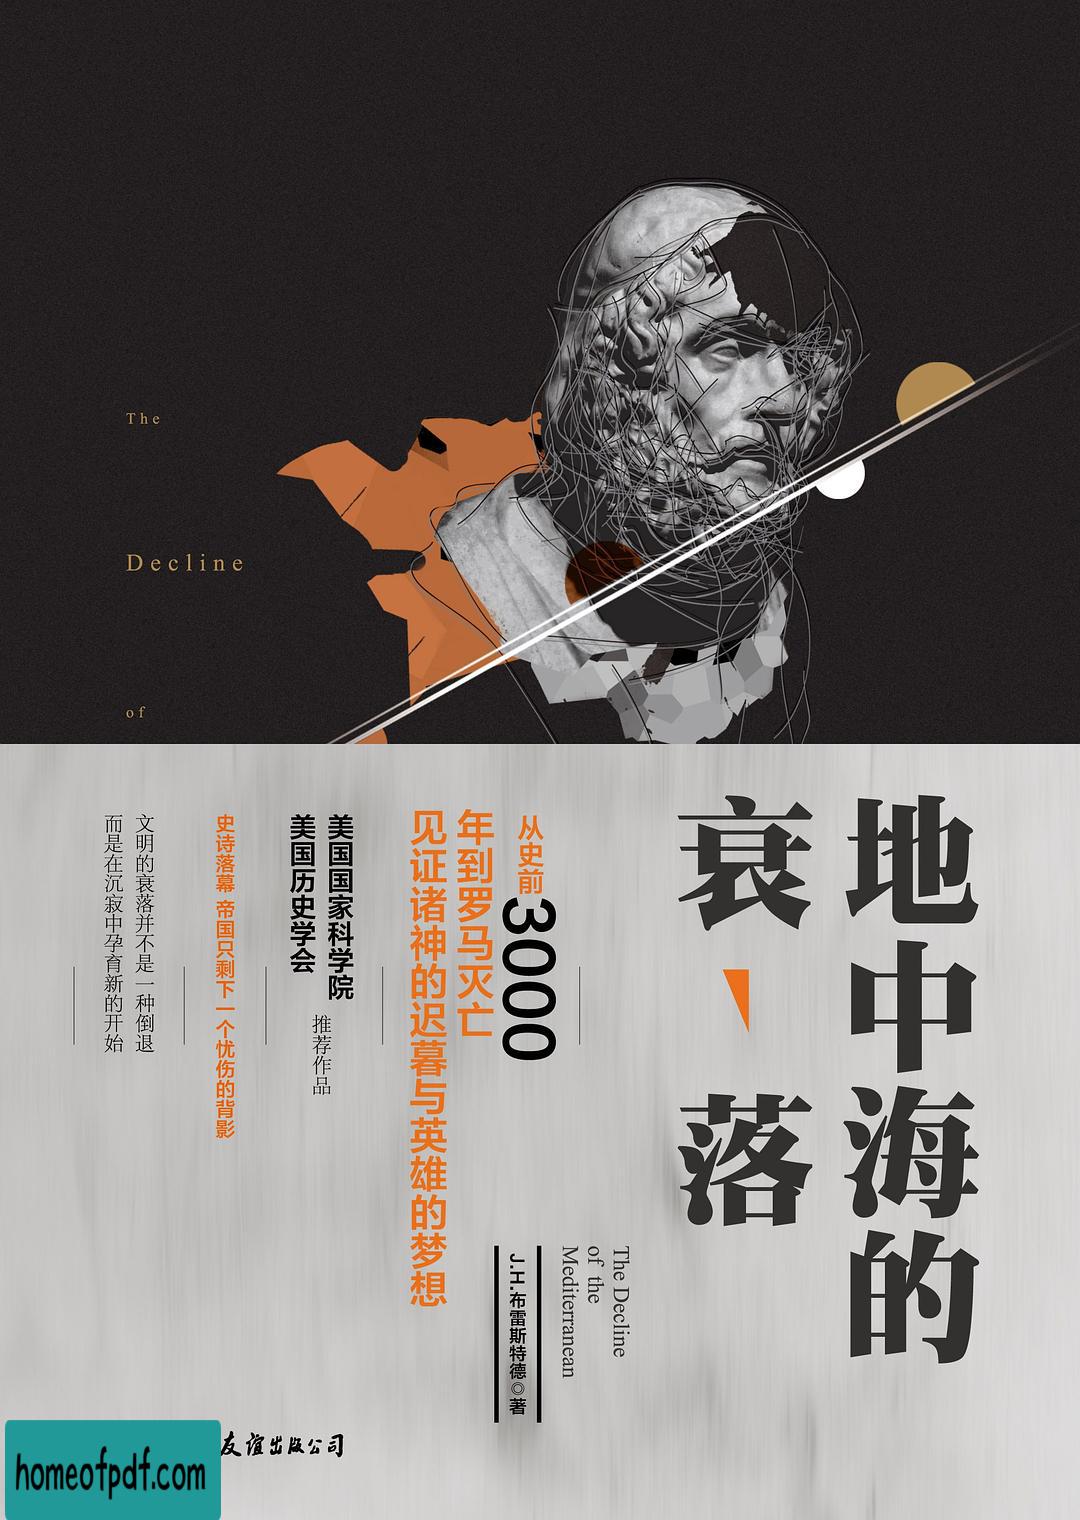 The
Decline
of
地中海的
衰落
The Decline
of the
Mediterranean
J.H.布雷斯特德◎著
从史前3000
年到罗马灭亡
见证诸神的迟暮与英雄的梦想
美国国家科学院
美国历史学会
推荐作品
史诗落幕 帝国只剩下一个忧伤的背影
文明的衰落并不是一种倒退
而是在沉寂中孕育新的开始
友谊出版公司
homeofpdf.com